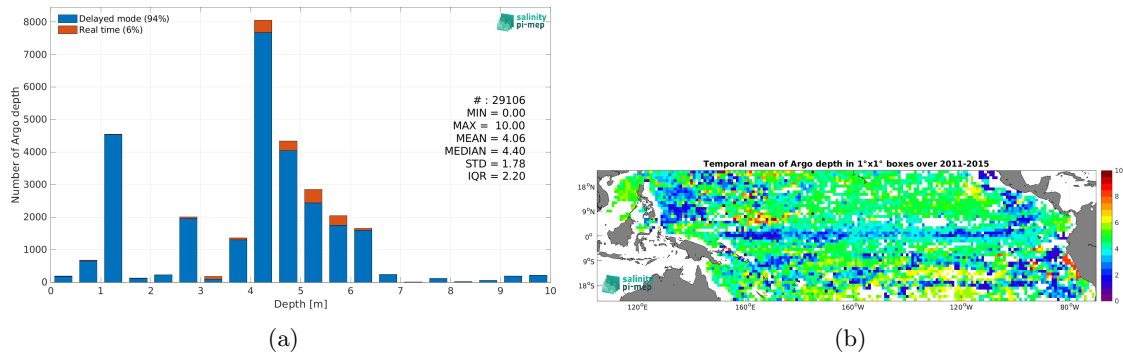 Delayed mode (94%)
Real time (6%)
salinity
pi-mep
Number of Argo depth
8000
7000
6000
5000
4000
3000
2000
1000
0
# : 29106
MIN = 0.00
MAX = 10.00
MEAN = 4.06
MEDIAN = 4.40
STD = 1.78
IQR = 2.20
0 1 2 3 4 5 6 7 8 9 10
Depth [m]
(a)
Temporal mean of Argo depth in 1°x1° boxes over 2011-2015
18°N
9°N
0°
9°S
18°S
salinity
pi-mep
120°E 160°E 160°W 120°W 80°W
10
8
6
4
2
0
(b)